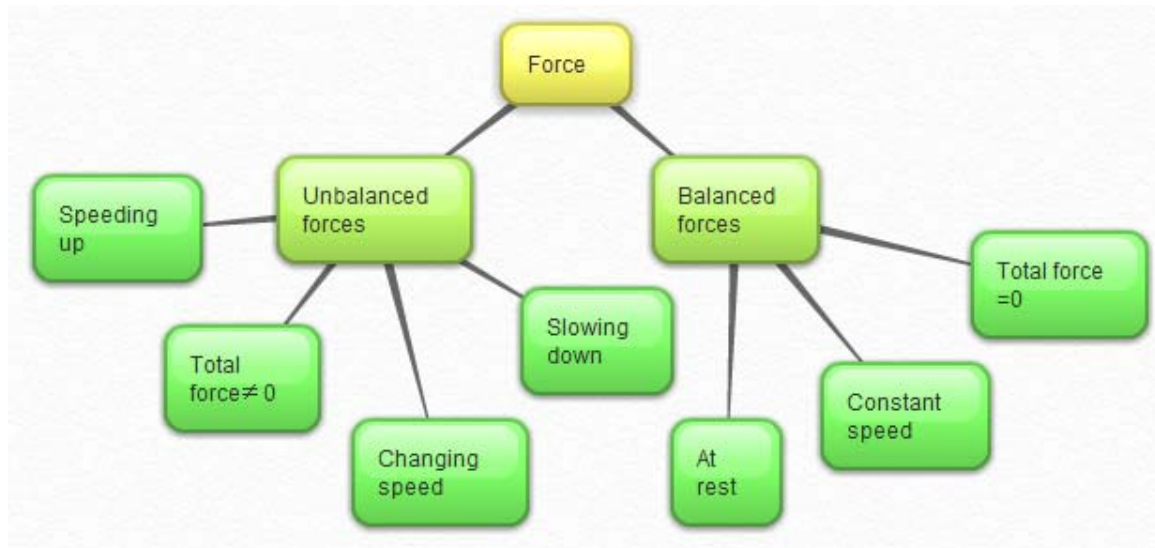 Force
Unbalanced
forces
Balanced
forces
Speeding
up
Total
force≠ 0
Changing
speed
Slowing
down
At
rest
Constant
speed
Total force
=0